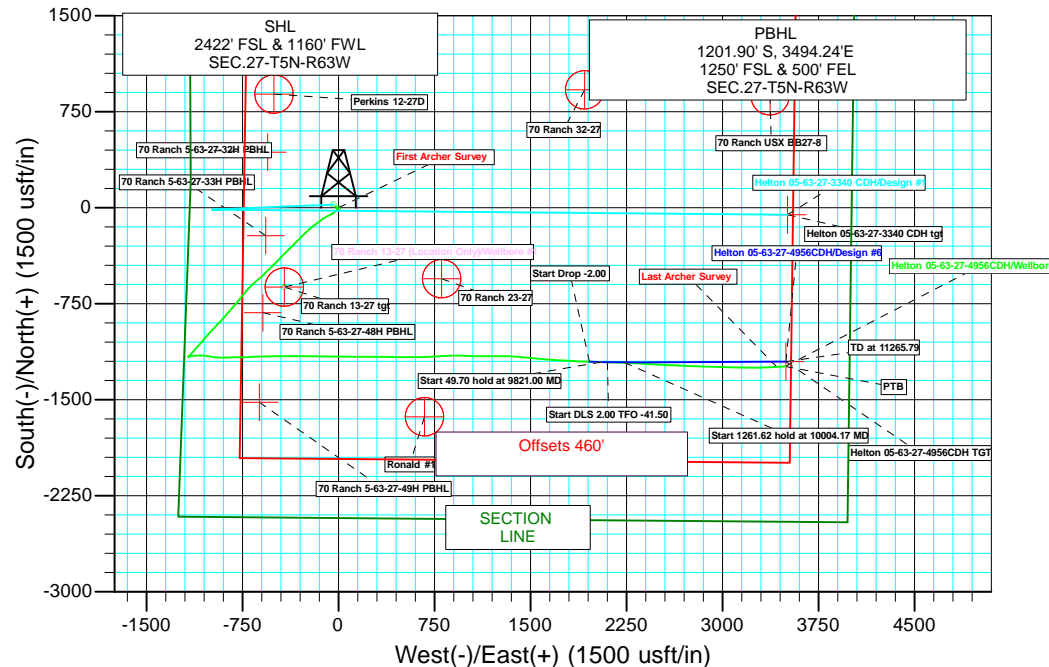 SHL
2422' FSL & 1160' FWL
SEC.27-T5N-R63W
PBHL
1201.90' S, 3494.24'E
1250' FSL & 500' FEL
SEC.27-T5N-R63W
1500
750
0
-750
-1500
-2250
-3000
South(-)/North(+) (1500 usft/in)
Perkins 12-27D
70 Ranch 32-27
70 Ranch USX BB27-8
70 Ranch 5-63-27-32H PBHL
First Archer Survey
70 Ranch 5-63-27-33H PBHL
Helton 05-63-27-3340 CDH/Design #1
Helton 05-63-27-3340 CDH tgt
70 Ranch 13-27 (Location Only)/Wellbore #
Helton 05-63-27-4956CDH/Design #6
Helton 05-63-27-4956CDH/Wellbore
Start Drop -2.00
Last Archer Survey
70 Ranch 13-27 tgt
70 Ranch 23-27
70 Ranch 5-63-27-48H PBHL
TD at 11265.79
Start 49.70 hold at 9821.00 MD
PTB
Start DLS 2.00 TFO -41.50
Start 1261.62 hold at 10004.17 MD
Offsets 460'
Helton 05-63-27-4956CDH TGT
Ronald #1
70 Ranch 5-63-27-49H PBHL
SECTION
LINE
-1500
-750
0
750
1500
2250
3000
3750
4500
West(-)/East(+) (1500 usft/in)